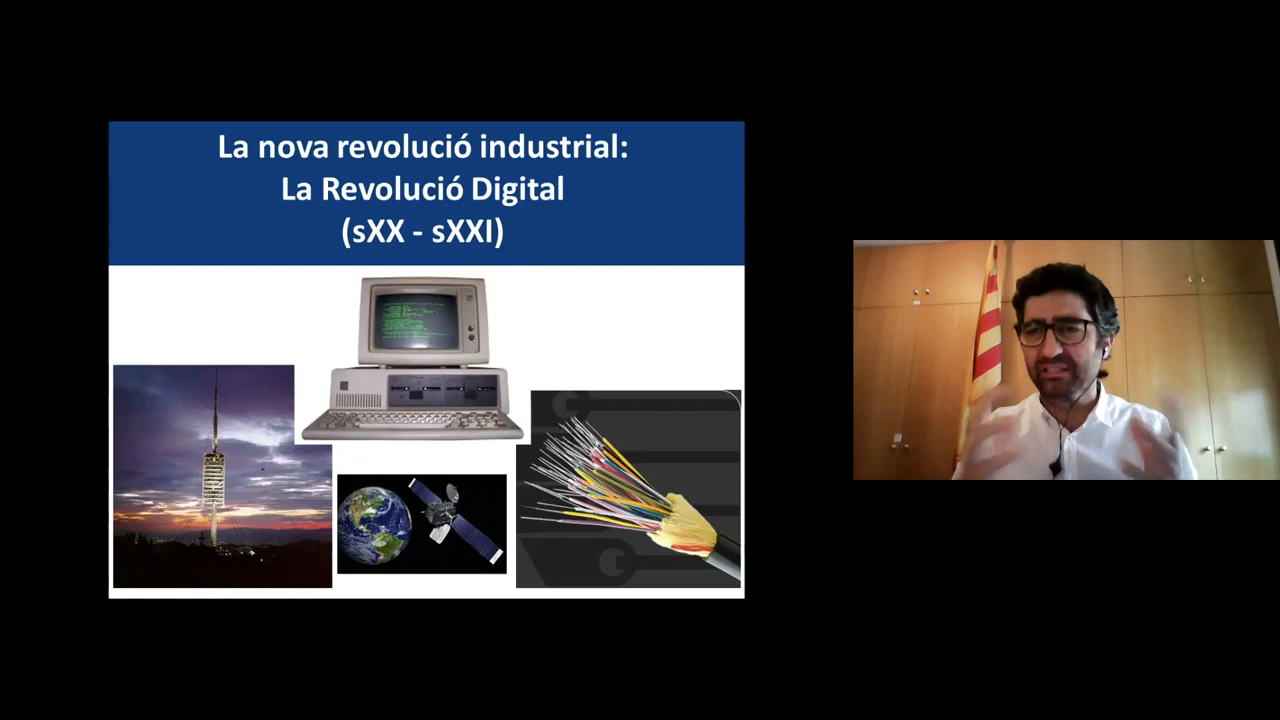 La nova revolució industrial:
La Revolució Digital
(sXX - sXXI)